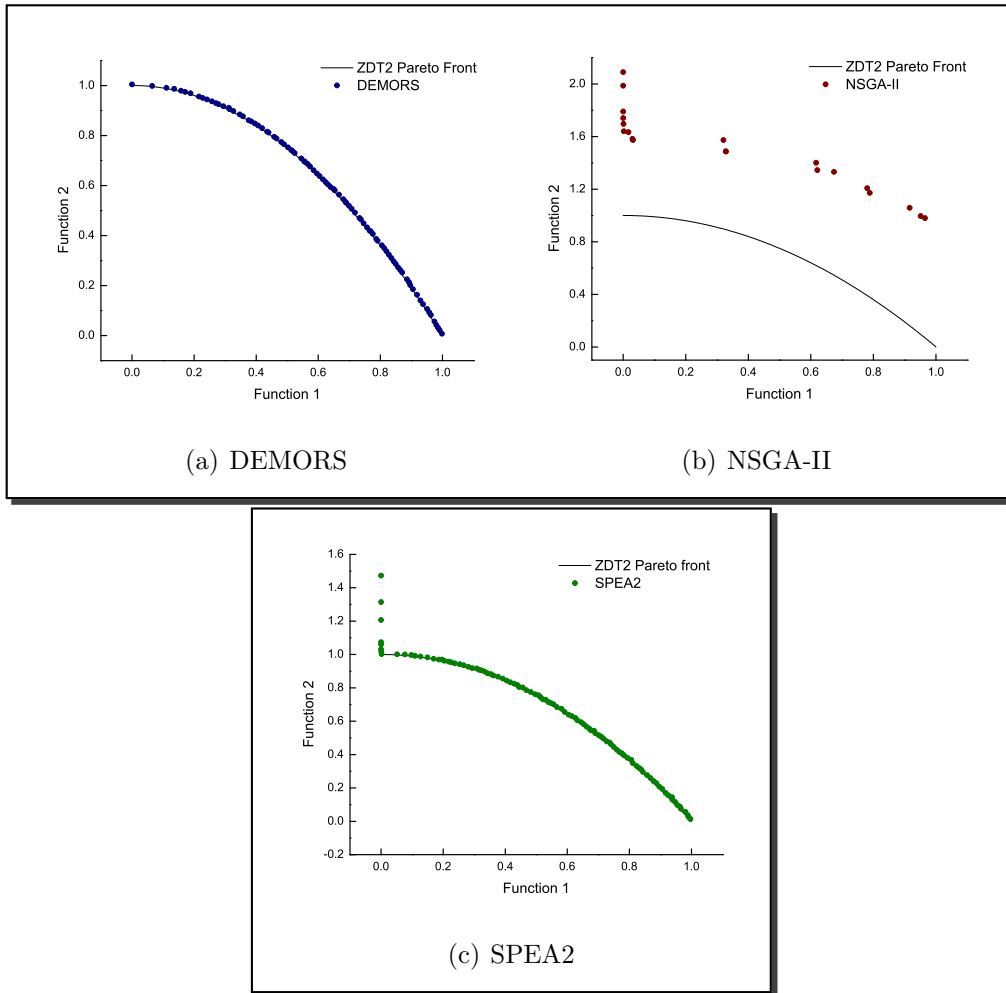 ZDT2 Pareto Front
DEMORS
1.0
0.8
0.6
0.4
0.2
0.0
Function 2
0.0 0.2 0.4 0.6 0.8 1.0
Function 1
(a) DEMORS
ZDT2 Pareto Front
NSGA-II
2.0
1.6
1.2
0.8
0.4
0.0
Function 2
0.0 0.2 0.4 0.6 0.8 1.0
Function 1
(b) NSGA-II
ZDT2 Pareto front
SPEA2
1.6
1.4
1.2
1.0
0.8
0.6
0.4
0.2
0.0
-0.2
Function 2
0.0 0.2 0.4 0.6 0.8 1.0
Function 1
(c) SPEA2